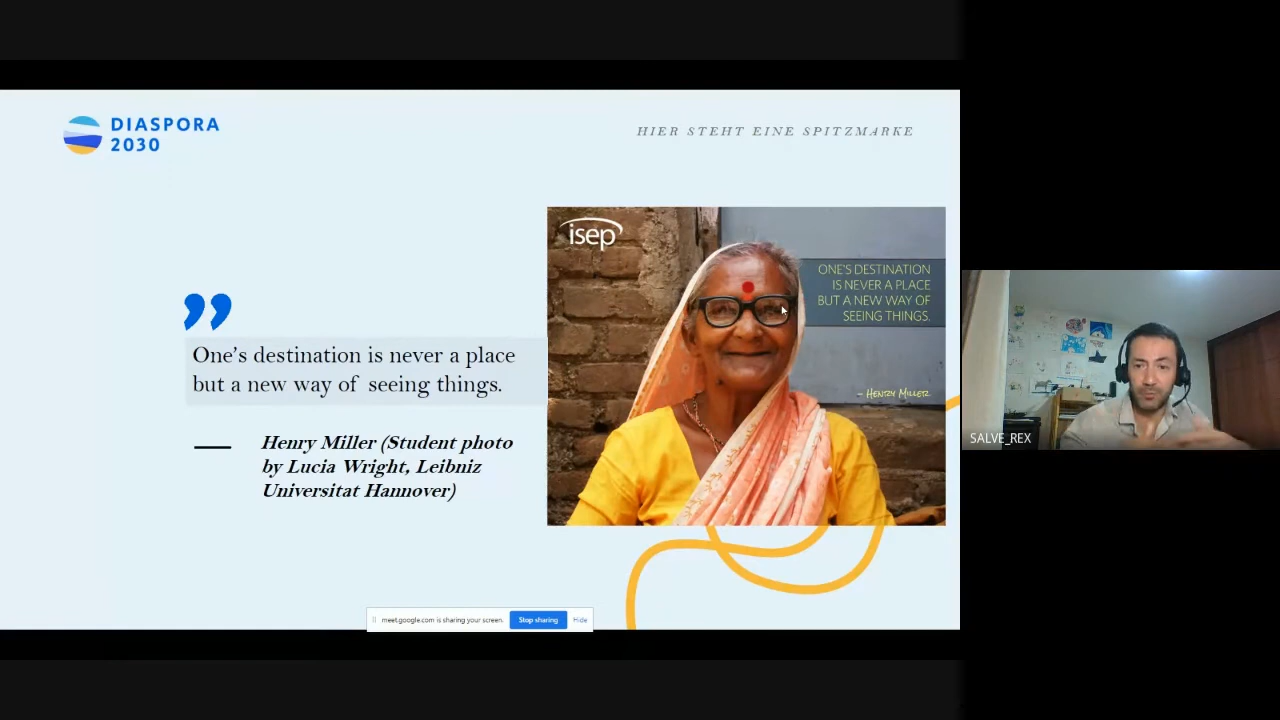 DIASPORA
2030
HIER STEHT EINE SPITZMARKE
isep
ONE'S DESTINATION
IS NEVER A PLACE
BUT A NEW WAY OF
SEEING THINGS.
– HENRY MILLER
”
One’s destination is never a place
but a new way of seeing things.
Henry Miller (Student photo
by Lucia Wright, Leibniz
Universitat Hannover)
meet.google.com is sharing your screen.
Stop sharing
Hide
SALVE_REX